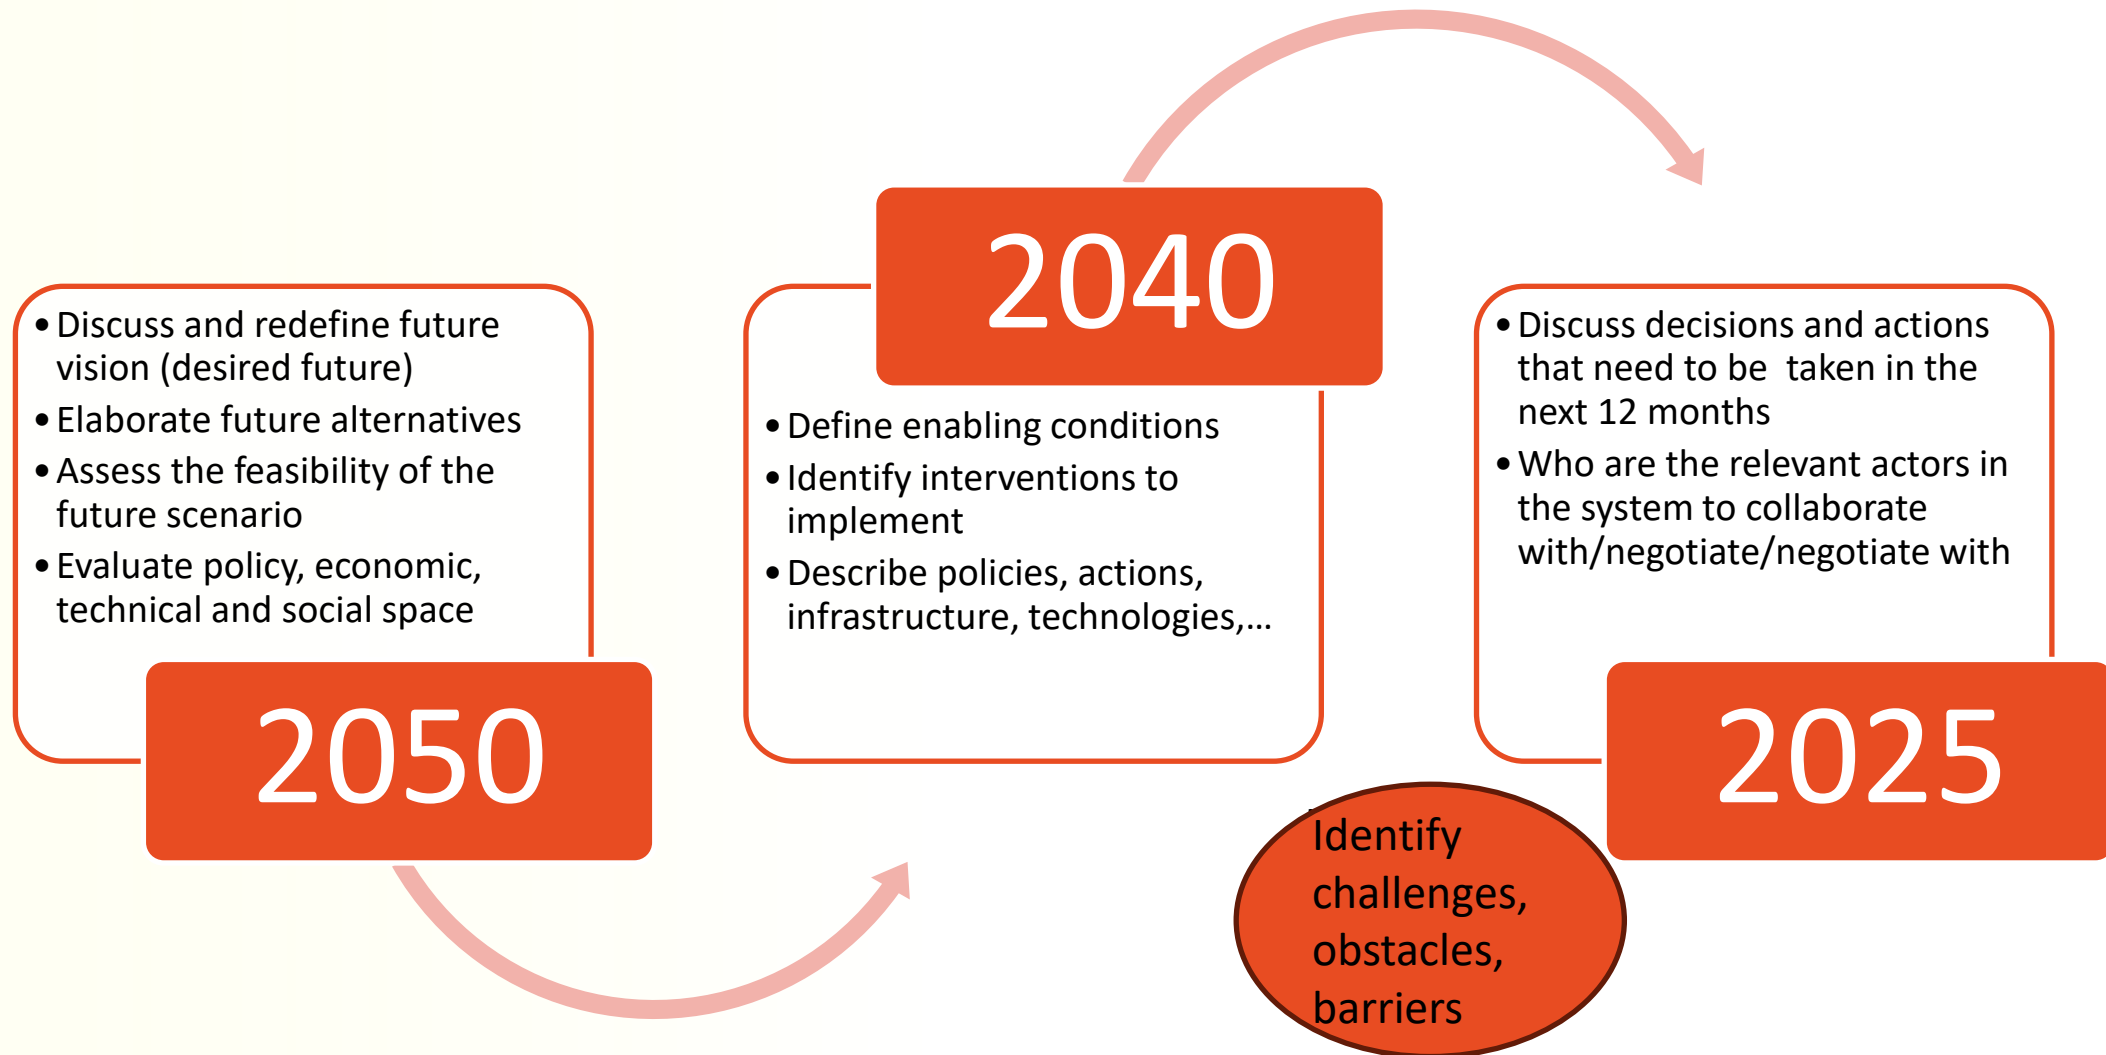 •Discuss and redefine future
vision (desired future)
•Elaborate future alternatives
•Assess the feasibility of the
future scenario
•Evaluate policy, economic,
technical and social space
2050
2040
•Define enabling conditions
•Identify interventions to
implement
•Describe policies, actions,
infrastructure, technologies,…
•Discuss decisions and actions
that need to be  taken in the
next 12 months
•Who are the relevant actors in
the system to collaborate
with/negotiate/negotiate with
2025
Identify
challenges,
obstacles,
barriers